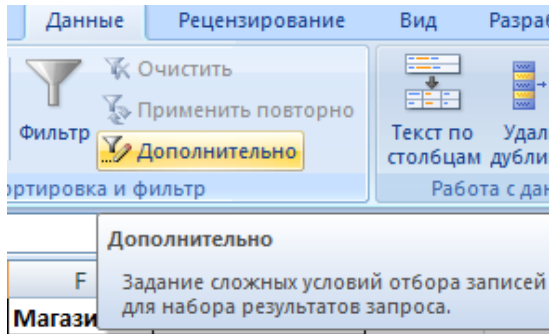 Данные Рецензирование Вид
Очистить
Применить повторно
Фильтр
Дополнительно
Текст по столбцам
фильтр
Работа с
Дополнительно
Задание сложных условий отбора записей
для набора результатов запроса.
F